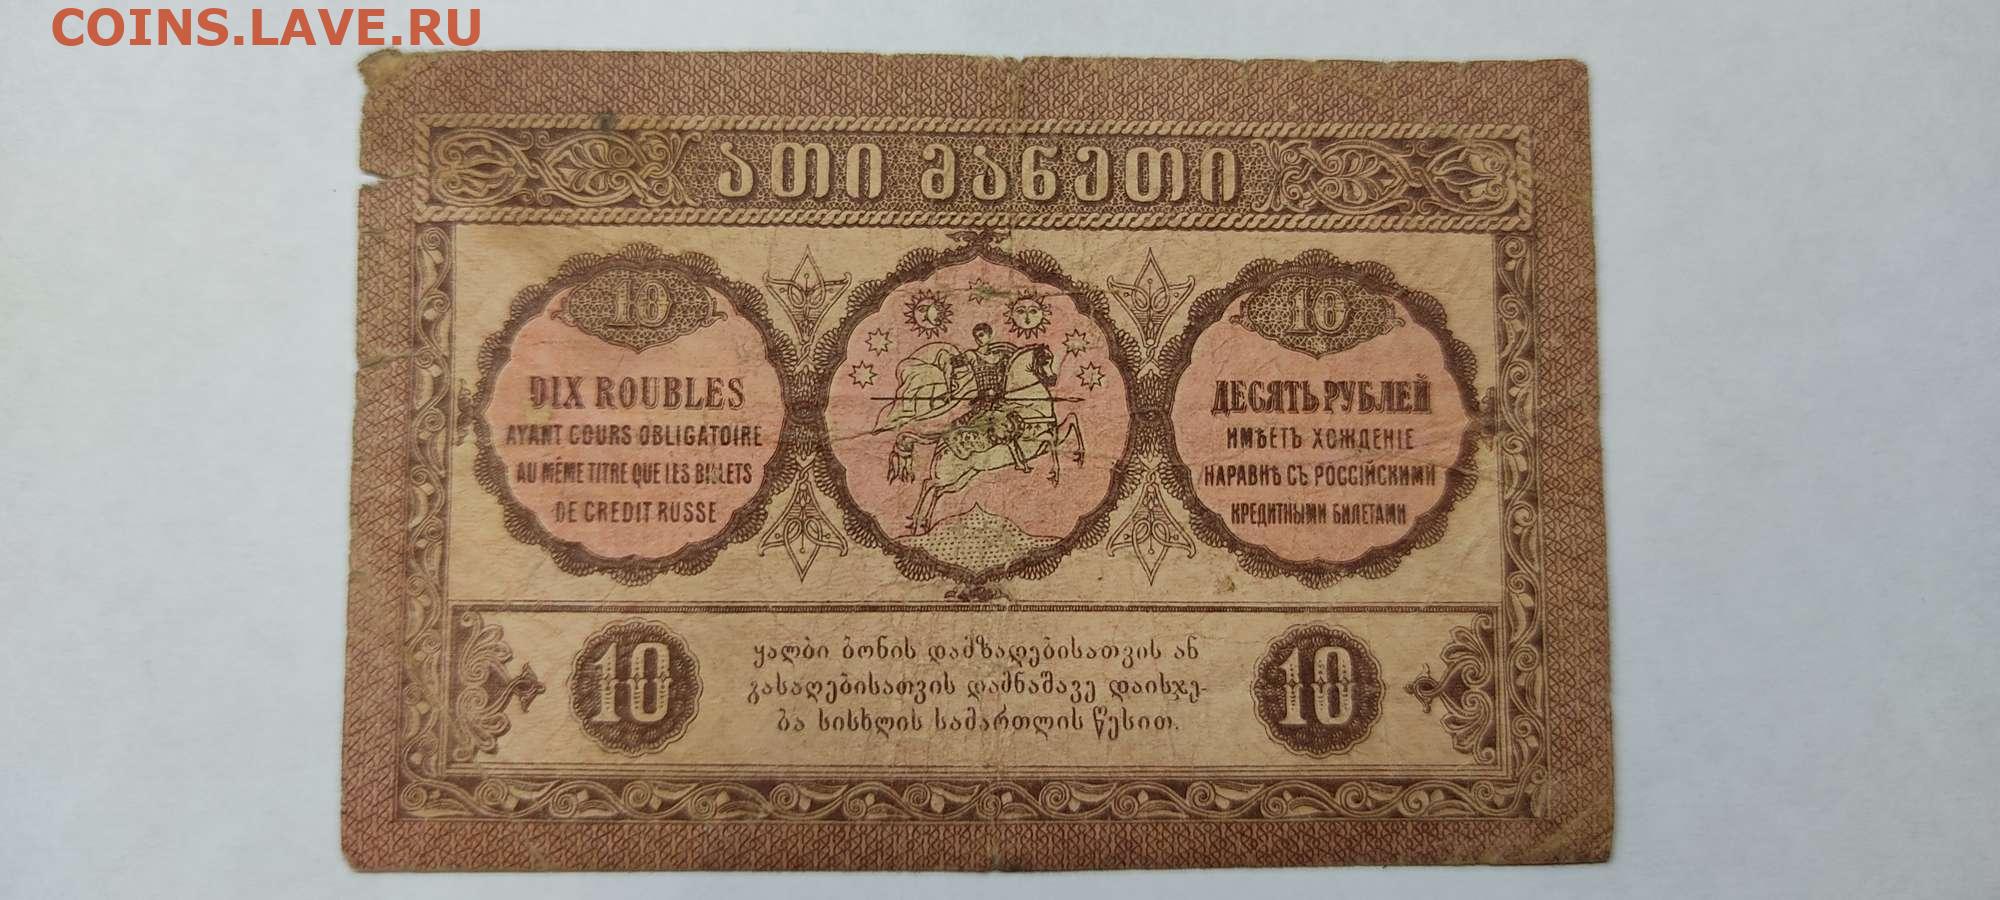 COINS.LAVE.RU
ათი მანეთი
10
DIX ROUBLES
AYANT COURS OBLIGATOIRE
AU MÊME TITRE QUE LES BILLETS
DE CREDIT RUSSE
10
ДЕСЯТЬ РУБЛЕЙ
ИМѢЕТЪ ХОЖДЕНІЕ
НАРАВНѢ СЪ РОССІЙСКИМИ
КРЕДИТНЫМИ БИЛЕТАМИ
10
ყალბი ბონის დამზადებისათვის ან
გასაღებისათვის დამნაშავე დაისჯე-
ბა სისხლის სამართლის წესით.
10